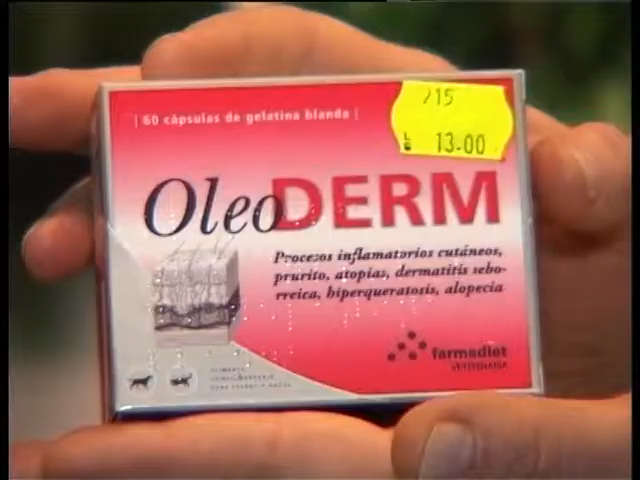 | 60 cápsulas de gelatina blanda |
715
13.00
OleoDERM
Procesos inflamatorios cutáneos,
prurito, atopias, dermatitis sebo-
rreica, hiperqueratosis, alopecia
farmadiet
VETERINARIA